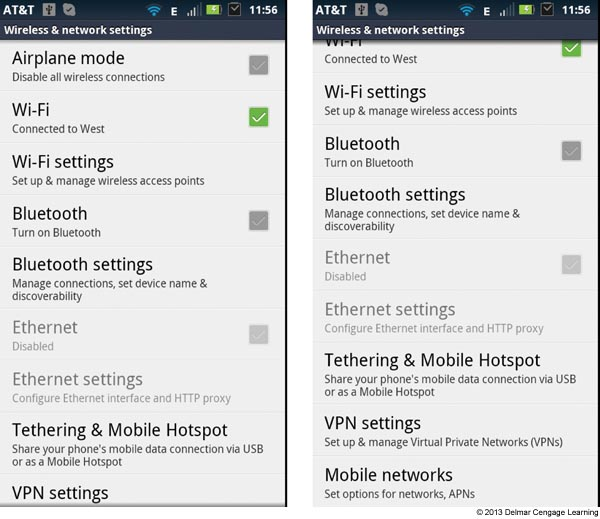 AT&T E 11:56
Wireless & network settings
Airplane mode
Disable all wireless connections
Wi-Fi
Connected to West
Wi-Fi settings
Set up & manage wireless access points
Bluetooth
Turn on Bluetooth
Bluetooth settings
Manage connections, set device name &
discoverability
Ethernet
Disabled
Ethernet settings
Configure Ethernet interface and HTTP proxy
Tethering & Mobile Hotspot
Share your phone's mobile data connection via USB
or as a Mobile Hotspot
VPN settings
AT&T E 11:56
Wireless & network settings
Wi-Fi
Connected to West
Wi-Fi settings
Set up & manage wireless access points
Bluetooth
Turn on Bluetooth
Bluetooth settings
Manage connections, set device name &
discoverability
Ethernet
Disabled
Ethernet settings
Configure Ethernet interface and HTTP proxy
Tethering & Mobile Hotspot
Share your phone's mobile data connection via USB
or as a Mobile Hotspot
VPN settings
Set up & manage Virtual Private Networks (VPNs)
Mobile networks
Set options for networks, APNs
© 2013 Delmar Cengage Learning